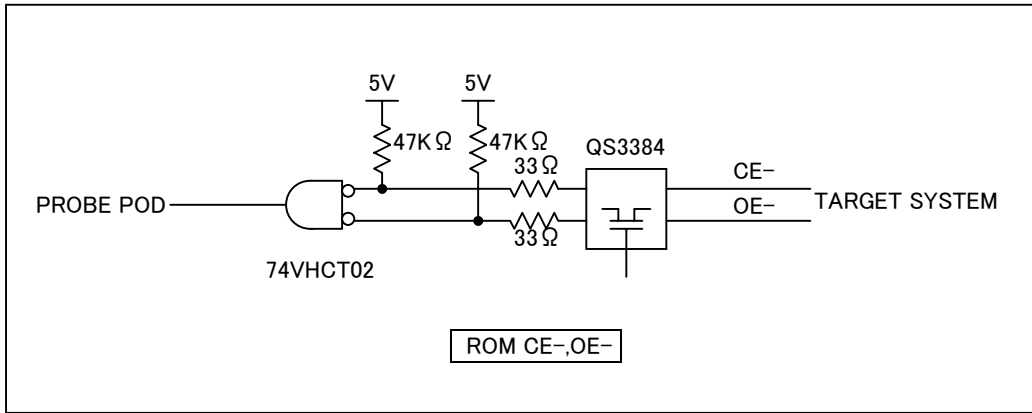 5V
5V
47KΩ
47KΩ
QS3384
33Ω
CE-
PROBE POD
TARGET SYSTEM
OE-
33Ω
74VHCT02
ROM CE-,OE-